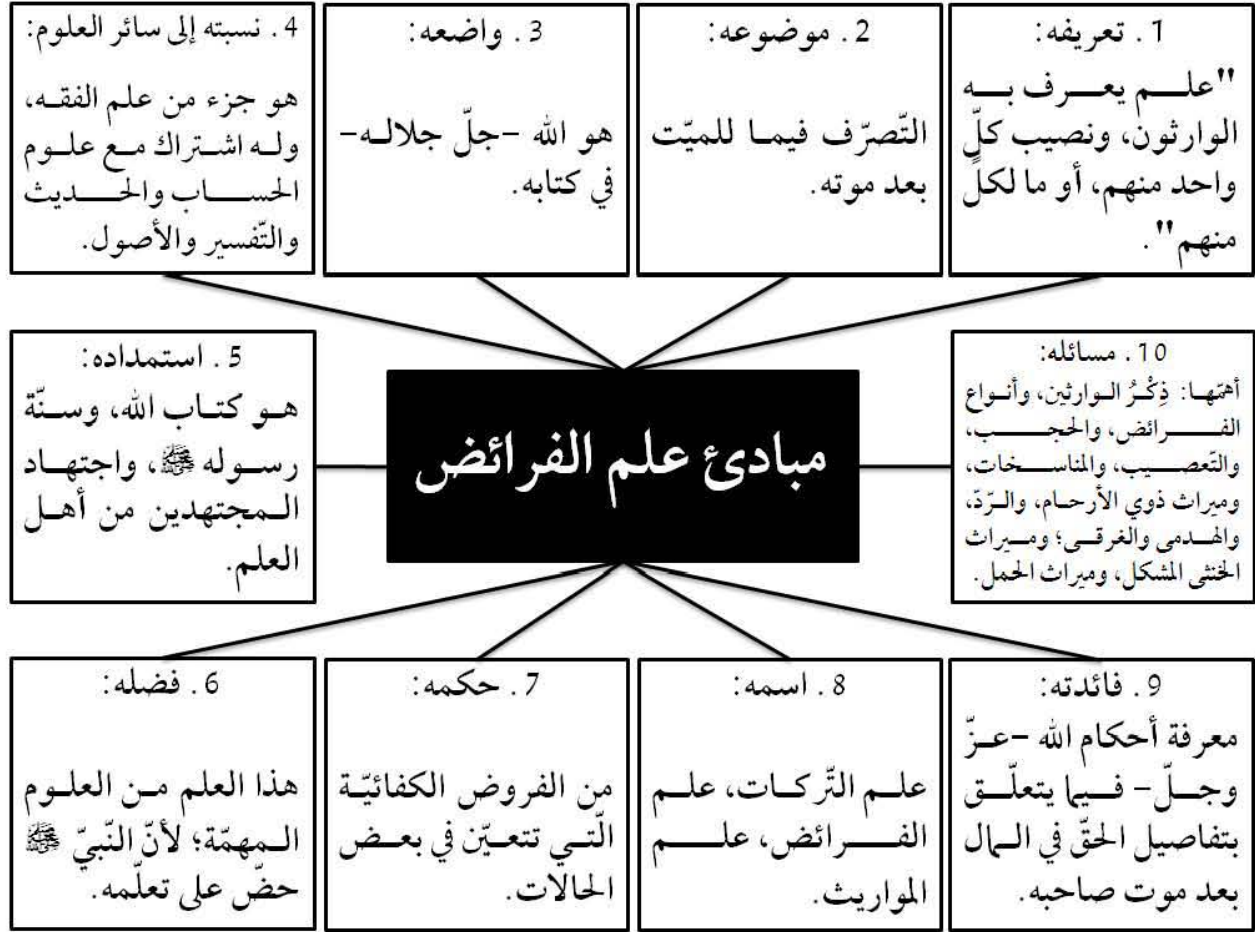 1. تعريفه:
"علم يعرف به
الوارثون، ونصيب كلّ
واحد منهم، أو ما لكلٍّ
منهم".
2. موضوعه:
التّصرّف فيما للميّت
بعد موته.
3. واضعه:
هو الله -جلّ جلاله-
في كتابه.
4. نسبته إلى سائر العلوم:
هو جزء من علم الفقه،
وله اشتراك مع علوم
الحساب والحديث
والتّفسير والأصول.
مبادئ علم الفرائض
5. استمداده:
هو كتاب الله، وسنّة
رسوله ﷺ، واجتهاد
المجتهدين من أهل
العلم.
6. فضله:
هذا العلم من العلوم
المهمّة؛ لأنّ النّبيّ ﷺ
حضّ على تعلّمه.
7. حكمه:
من الفروض الكفائيّة
الّتي تتعيّن في بعض
الحالات.
8. اسمه:
علم التّركات، علم
الفرائض، علم
المواريث.
9. فائدته:
معرفة أحكام الله -عزّ
وجلّ- فيما يتعلّق
بتفاصيل الحقّ في المال
بعد موت صاحبه.
10. مسائله:
أهمّها: ذِكْرُ الوارثين، وأنواع
الفرائض، والحجب،
والتّعصيب، والمناسخات،
وميراث ذوي الأرحام، والرّدّ،
والهدمى والغرقى؛ وميراث
الخنثى المشكل، وميراث الحمل.